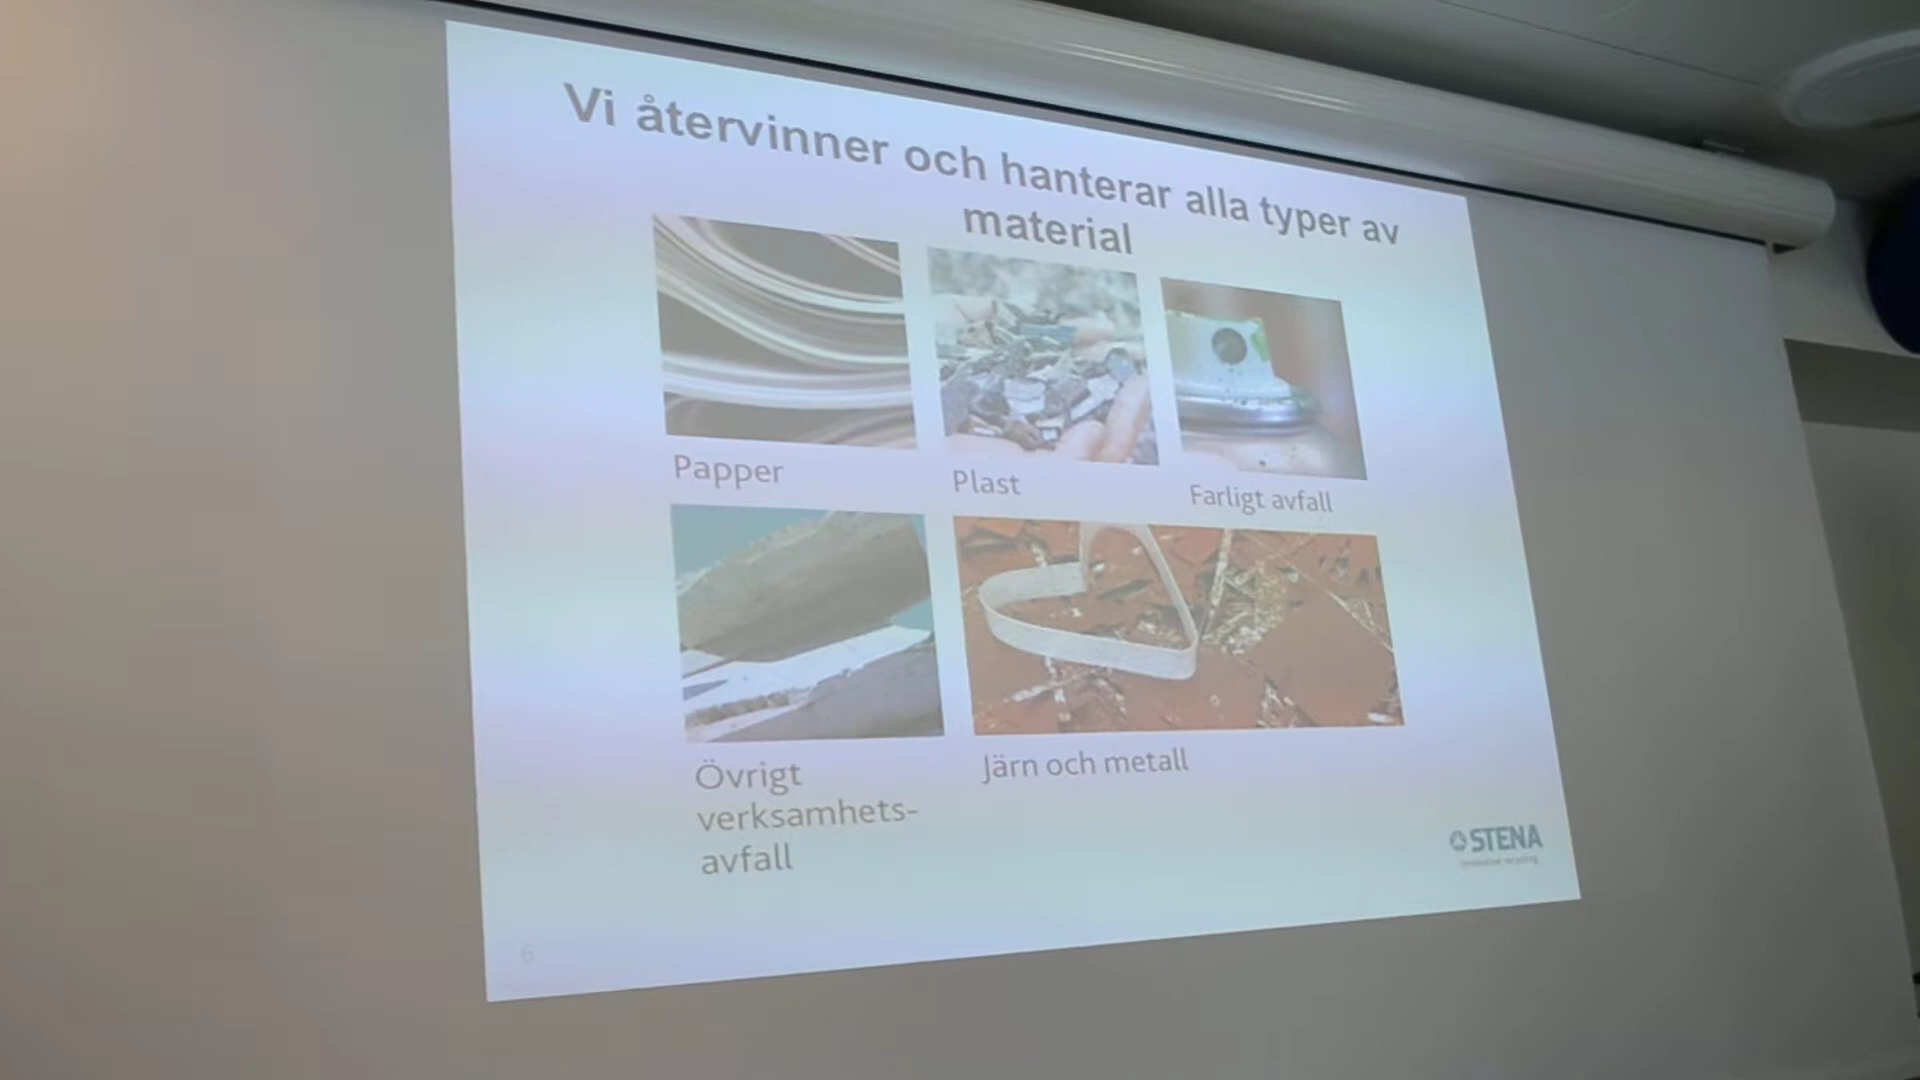 Vi återvinner och hanterar alla typer av
material
Papper
Plast
Farligt avfall
Övrigt
verksamhets-
avfall
Järn och metall
STENA
6